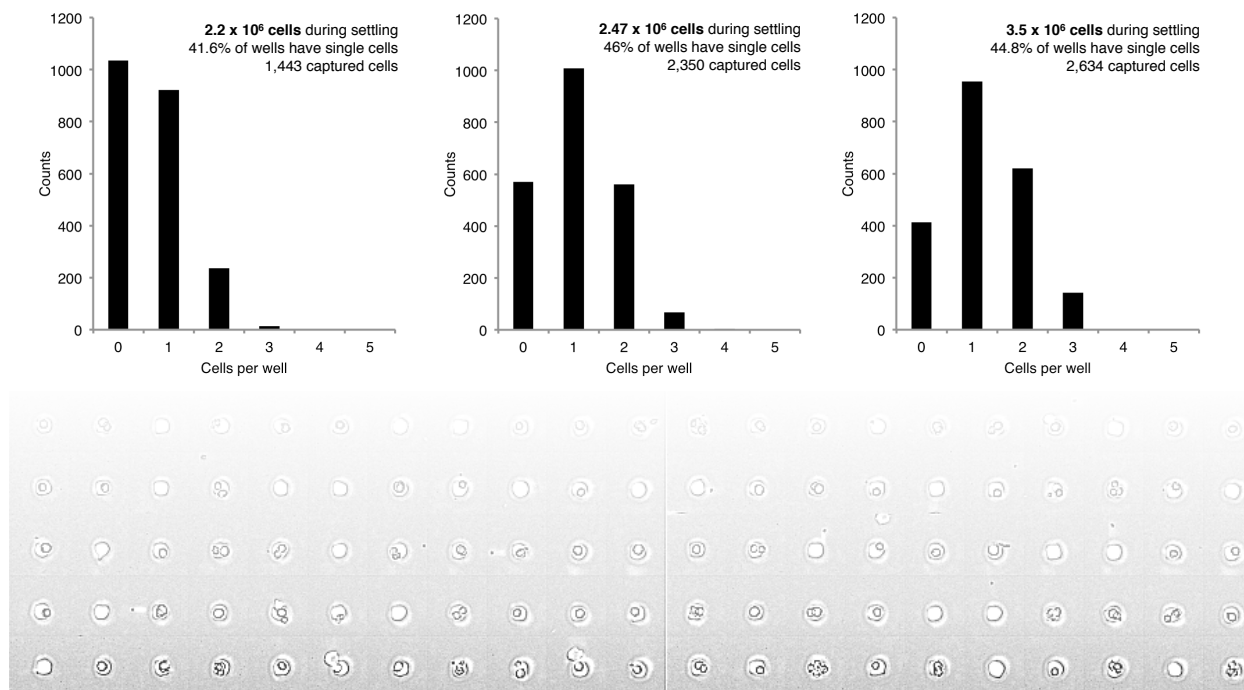 2.2 x 10⁶ cells during settling
41.6% of wells have single cells
1,443 captured cells
1200
1000
800
600
400
200
0
Counts
0 1 2 3 4 5
Cells per well
2.47 x 10⁶ cells during settling
46% of wells have single cells
2,350 captured cells
1200
1000
800
600
400
200
0
Counts
0 1 2 3 4 5
Cells per well
3.5 x 10⁶ cells during settling
44.8% of wells have single cells
2,634 captured cells
1200
1000
800
600
400
200
0
Counts
0 1 2 3 4 5
Cells per well